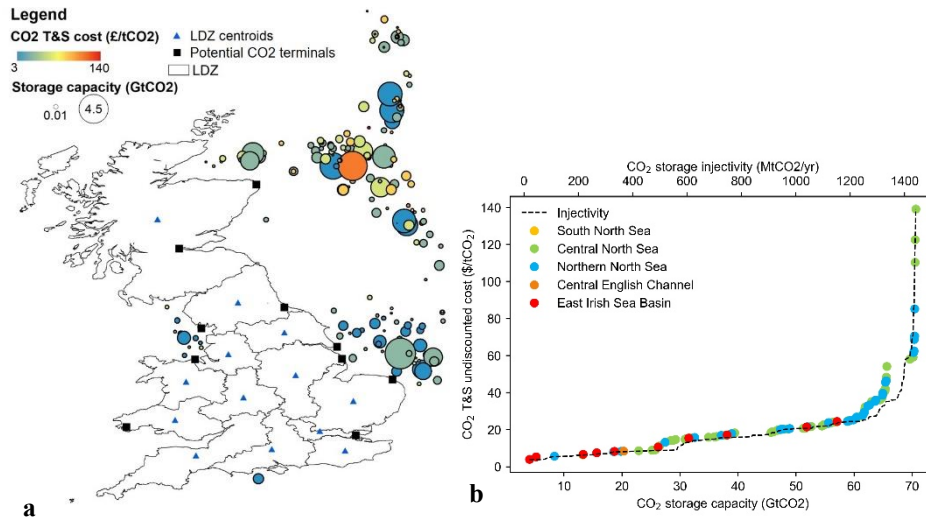 Legend
CO2 T&S cost (£/tCO2)
3 140
Storage capacity (GtCO2)
0.01 4.5
LDZ centroids
Potential CO2 terminals
LDZ
a
CO₂ storage injectivity (MtCO2/yr)
0 200 400 600 800 1000 1200 1400
CO₂ T&S undiscounted cost ($/tCO₂)
140
120
100
80
60
40
20
0
Injectivity
South North Sea
Central North Sea
Northern North Sea
Central English Channel
East Irish Sea Basin
10 20 30 40 50 60 70
CO₂ storage capacity (GtCO2)
b